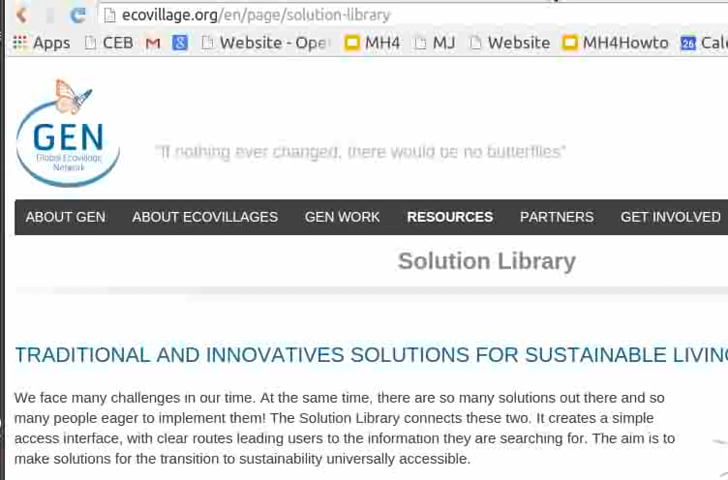 ecovillage.org/en/page/solution-library
Apps CEB Website - Ope MH4 MJ Website MH4Howto 26 Cale
GEN
Global Ecovillage
Network
"If nothing ever changed, there would be no butterflies"
ABOUT GEN ABOUT ECOVILLAGES GEN WORK RESOURCES PARTNERS GET INVOLVED
Solution Library
TRADITIONAL AND INNOVATIVES SOLUTIONS FOR SUSTAINABLE LIVING
We face many challenges in our time. At the same time, there are so many solutions out there and so
many people eager to implement them! The Solution Library connects these two. It creates a simple
access interface, with clear routes leading users to the information they are searching for. The aim is to
make solutions for the transition to sustainability universally accessible.